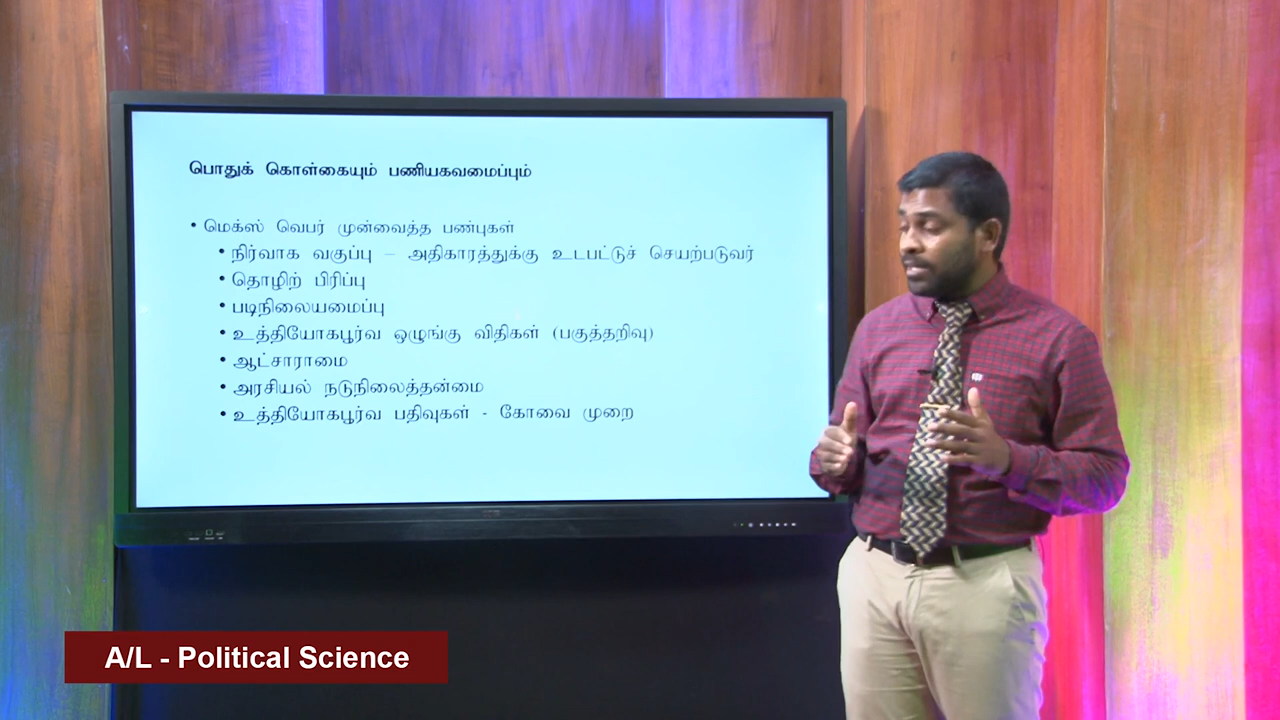 பொதுக் கொள்கையும் பணியகவமைப்பும்
• மெக்ஸ் வெபர் முன்வைத்த பண்புகள்
• நிர்வாக வகுப்பு – அதிகாரத்துக்கு உடபட்டுச் செயற்படுவர்
• தொழிற் பிரிப்பு
• படிநிலையமைப்பு
• உத்தியோகபூர்வ ஒழுங்கு விதிகள் (பகுத்தறிவு)
• ஆட்சாராமை
• அரசியல் நடுநிலைத்தன்மை
• உத்தியோகபூர்வ பதிவுகள் - கோவை முறை
A/L - Political Science